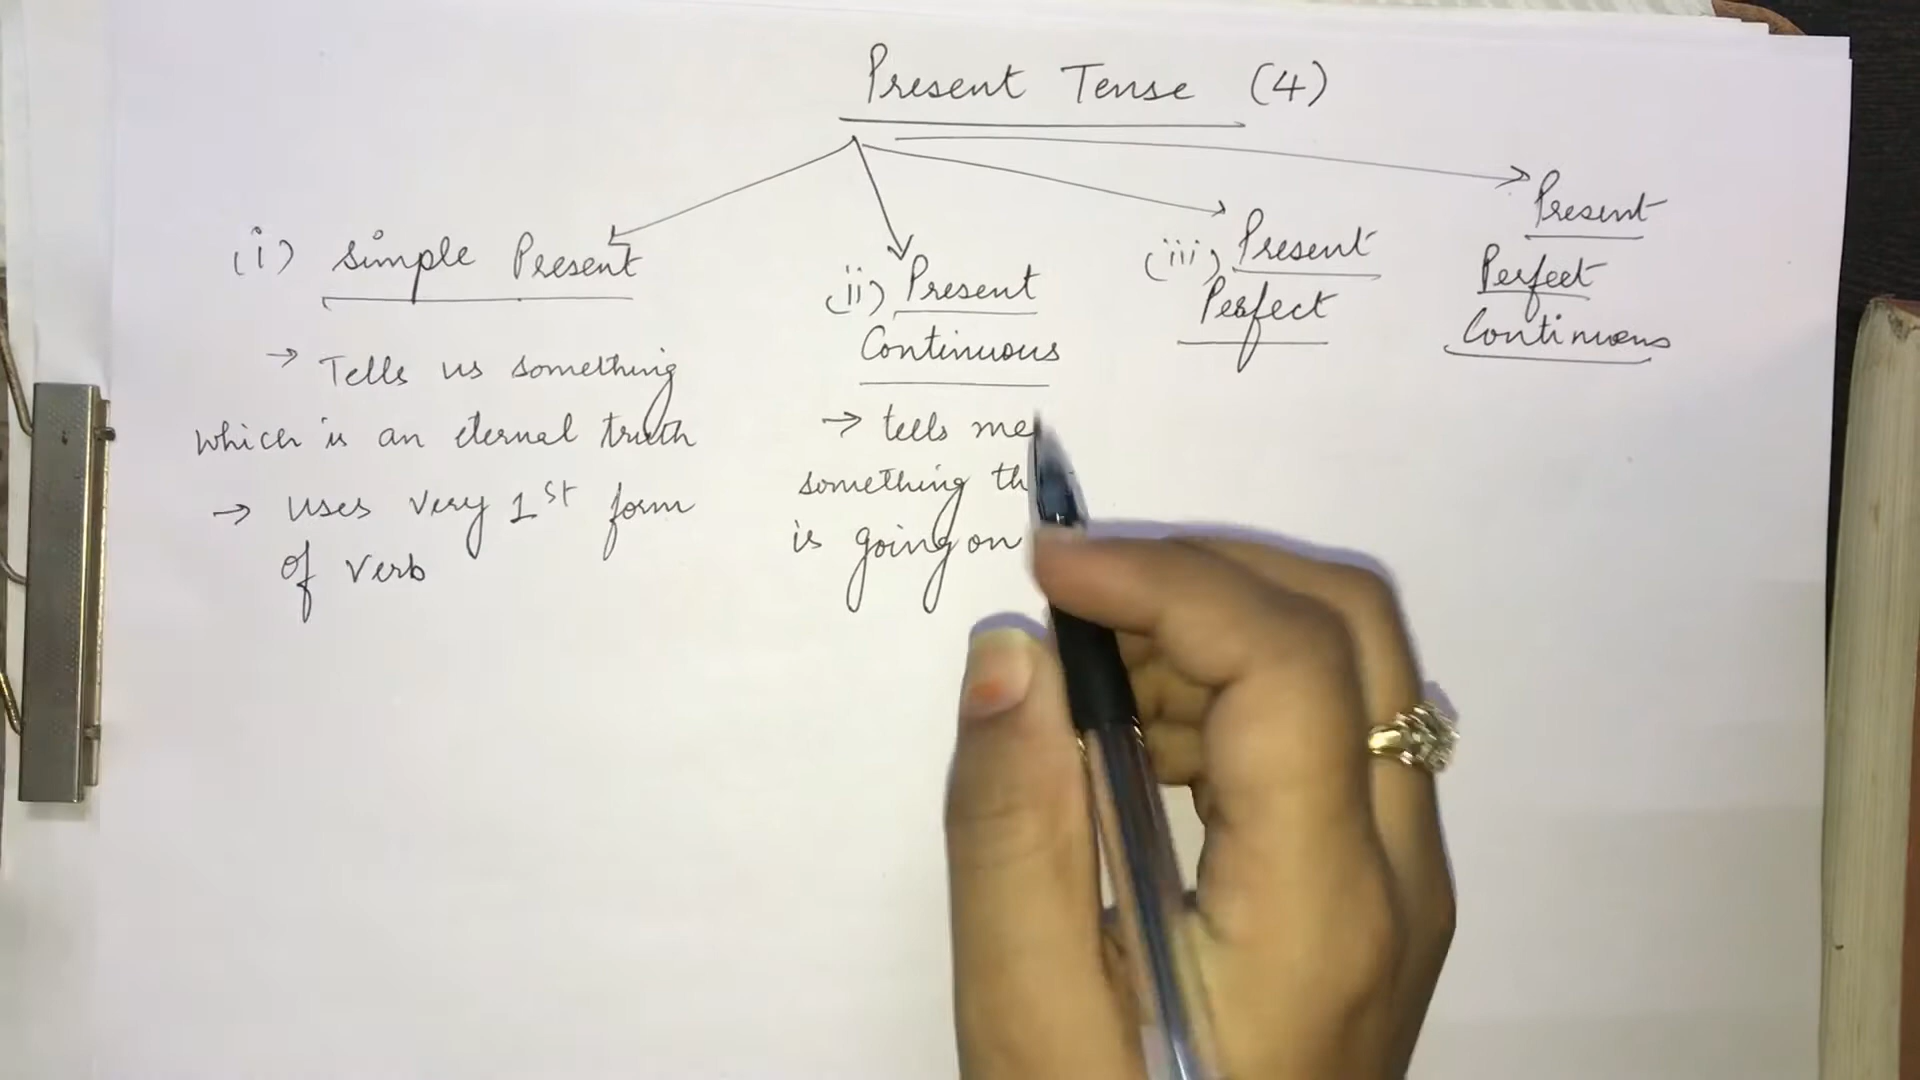 Present Tense (4)
(i) Simple Present
→ Tells us something
which is an eternal truth
→ uses very 1st form
of verb
(ii) Present
Continuous
→ tells me
something
is going on
(iii) Present
Perfect
Present
Perfect
Continuous